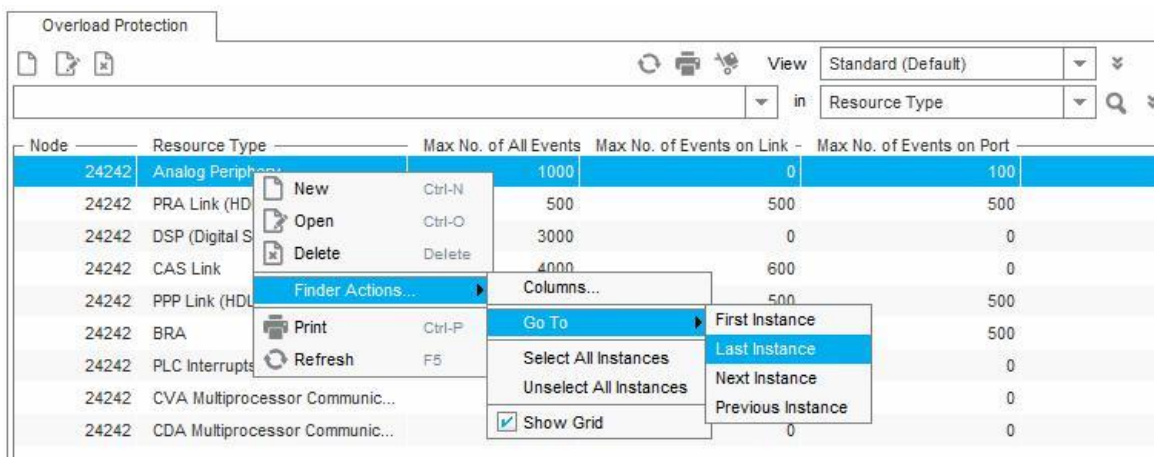 Overload Protection
View Standard (Default)
in Resource Type
Node Resource Type Max No. of All Events Max No. of Events on Link Max No. of Events on Port
24242 Analog Periphery 1000 0 100
24242 PRA Link (HD 500 500 500
24242 DSP (Digital S 3000 0 0
24242 CAS Link 4000 600 0
24242 PPP Link (HDL 500 500
24242 BRA 500
24242 PLC Interrupts 0
24242 CVA Multiprocessor Communic... 0
24242 CDA Multiprocessor Communic... 0 0
New Ctrl-N
Open Ctrl-O
Delete Delete
Finder Actions...
Print Ctrl-P
Refresh F5
Columns...
Go To
Select All Instances
Unselect All Instances
Show Grid
First Instance
Last Instance
Next Instance
Previous Instance